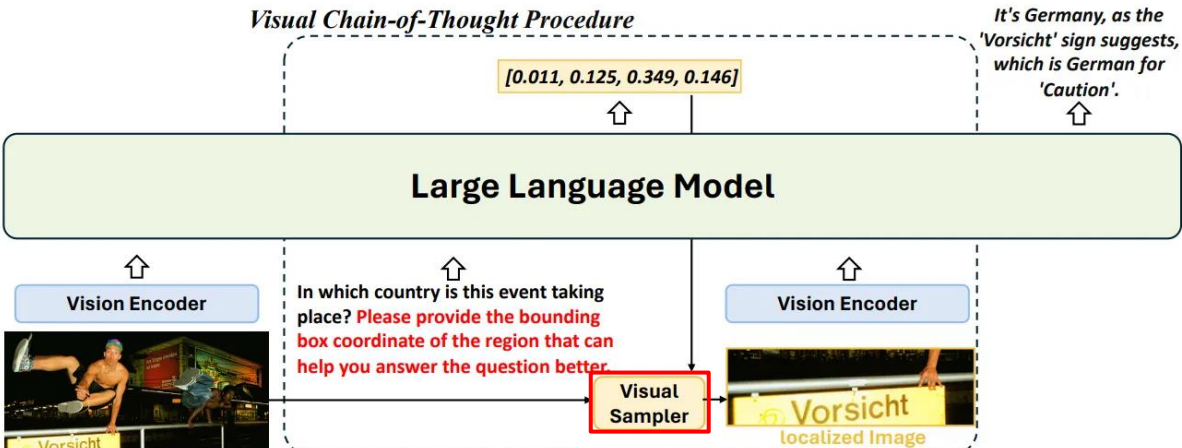 Visual Chain-of-Thought Procedure
[0.011, 0.125, 0.349, 0.146]
It's Germany, as the
'Vorsicht' sign suggests,
which is German for
'Caution'.
Large Language Model
Vision Encoder
In which country is this event taking
place? Please provide the bounding
box coordinate of the region that can
help you answer the question better.
Vision Encoder
Vorsicht
Visual
Sampler
Vorsicht
localized Image